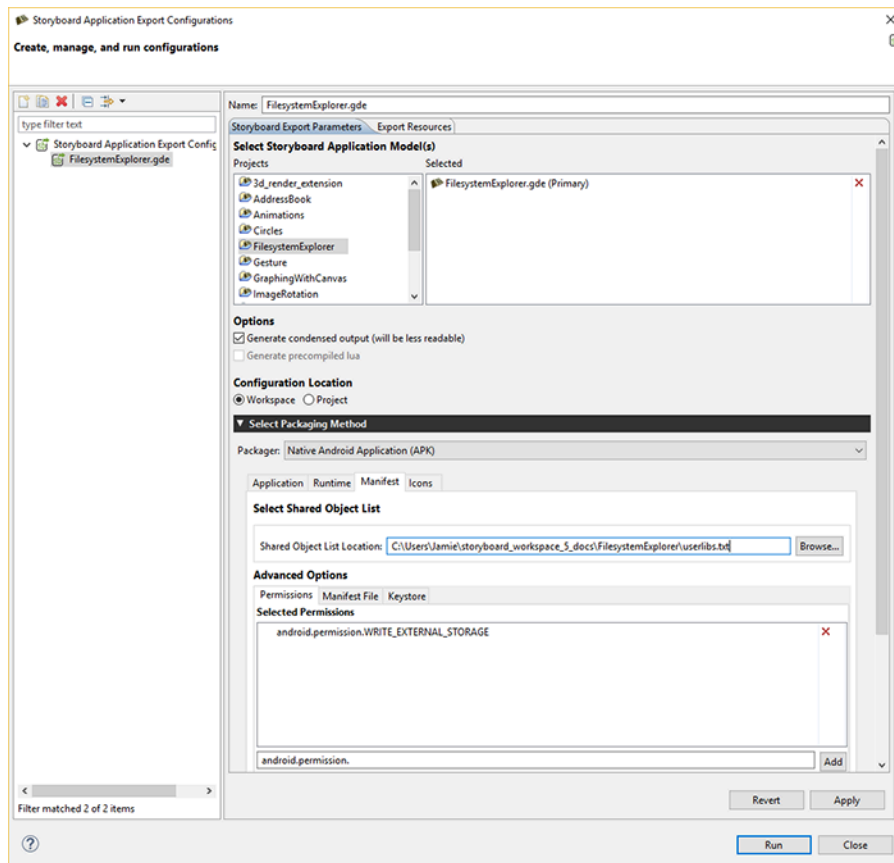 Storyboard Application Export Configurations
Create, manage, and run configurations
type filter text
Storyboard Application Export Config
FilesystemExplorer.gde
Filter matched 2 of 2 items
Name: FilesystemExplorer.gde
Storyboard Export Parameters Export Resources
Select Storyboard Application Model(s)
Projects Selected
3d_render_extension
AddressBook
Animations
Circles
FilesystemExplorer
Gesture
GraphingWithCanvas
ImageRotation
FilesystemExplorer.gde (Primary)
Options
Generate condensed output (will be less readable)
Generate precompiled lua
Configuration Location
Workspace Project
Select Packaging Method
Packager: Native Android Application (APK)
Application Runtime Manifest Icons
Select Shared Object List
Shared Object List Location: C:\Users\Jamie\storyboard_workspace_5_docs\FilesystemExplorer\userlibs.txt Browse...
Advanced Options
Permissions Manifest File Keystore
Selected Permissions
android.permission.WRITE_EXTERNAL_STORAGE
android.permission. Add
Revert Apply
Run Close